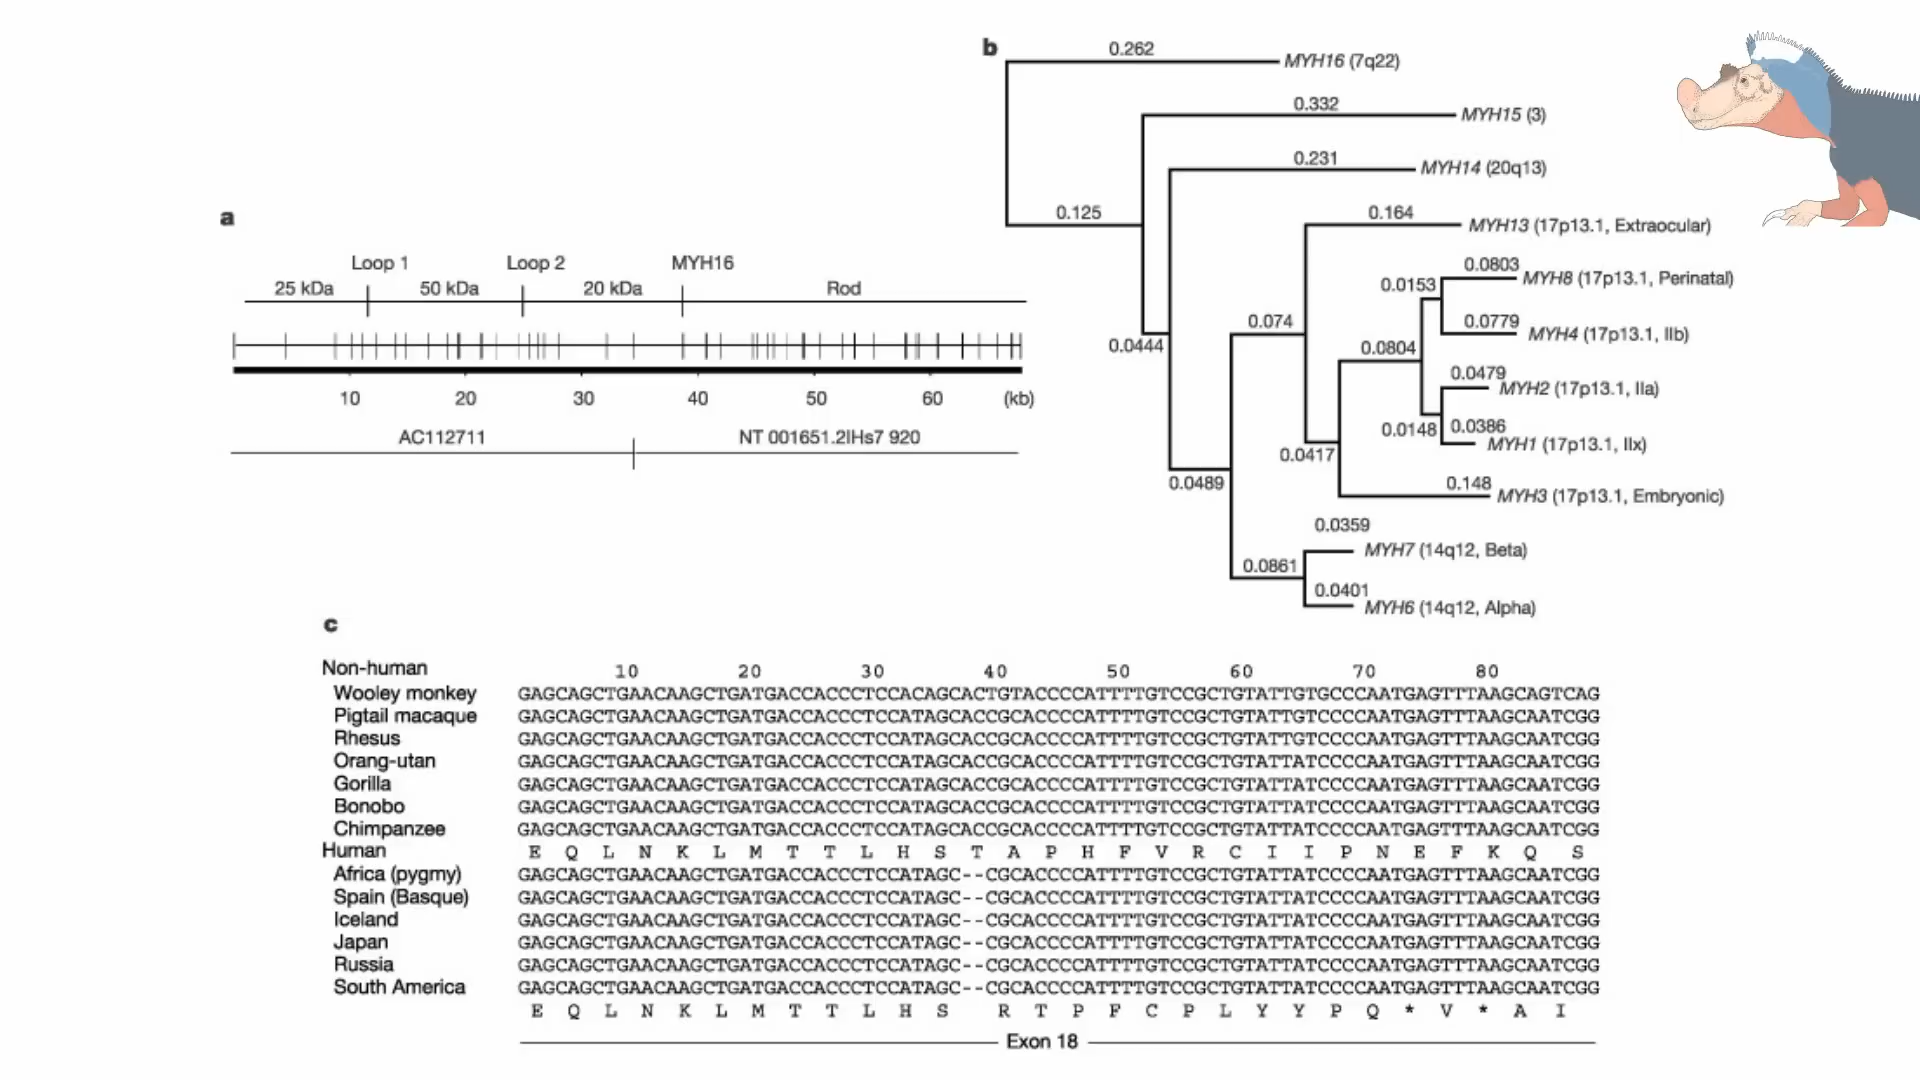 a
Loop 1 Loop 2 MYH16
25 kDa 50 kDa 20 kDa Rod
10 20 30 40 50 60 (kb)
AC112711 NT 001651.2IHs7 920
b
0.262 MYH16 (7q22)
0.332 MYH15 (3)
0.231 MYH14 (20q13)
0.125
0.164 MYH13 (17p13.1, Extraocular)
0.0803 MYH8 (17p13.1, Perinatal)
0.0153
0.074
0.0779 MYH4 (17p13.1, IIb)
0.0444
0.0804
0.0479 MYH2 (17p13.1, IIa)
0.0148
0.0386 MYH1 (17p13.1, IIx)
0.0417
0.0489
0.148 MYH3 (17p13.1, Embryonic)
0.0359 MYH7 (14q12, Beta)
0.0861
0.0401 MYH6 (14q12, Alpha)
c
Non-human 10 20 30 40 50 60 70 80
Wooley monkey GAGCAGCTGAACAAGCTGATGACCACCCTCCACAGCACTGTACCCCATTTTGTCCGCTGTATTGTGCCCAATGAGTTTAAGCAGTCAG
Pigtail macaque GAGCAGCTGAACAAGCTGATGACCACCCTCCATAGCACCGCACCCCATTTTGTCCGCTGTATTGTCCCCAATGAGTTTAAGCAATCGG
Rhesus GAGCAGCTGAACAAGCTGATGACCACCCTCCATAGCACCGCACCCCATTTTGTCCGCTGTATTGTCCCCAATGAGTTTAAGCAATCGG
Orang-utan GAGCAGCTGAACAAGCTGATGACCACCCTCCATAGCACCGCACCCCATTTTGTCCGCTGTATTATCCCCAATGAGTTTAAGCAATCGG
Gorilla GAGCAGCTGAACAAGCTGATGACCACCCTCCATAGCACCGCACCCCATTTTGTCCGCTGTATTATCCCCAATGAGTTTAAGCAATCGG
Bonobo GAGCAGCTGAACAAGCTGATGACCACCCTCCATAGCACCGCACCCCATTTTGTCCGCTGTATTATCCCCAATGAGTTTAAGCAATCGG
Chimpanzee GAGCAGCTGAACAAGCTGATGACCACCCTCCATAGCACCGCACCCCATTTTGTCCGCTGTATTATCCCCAATGAGTTTAAGCAATCGG
Human E Q L N K L M T T L H S T A P H F V R C I I P N E F K Q S
Africa (pygmy) GAGCAGCTGAACAAGCTGATGACCACCCTCCATAGC--CGCACCCCATTTTGTCCGCTGTATTATCCCCAATGAGTTTAAGCAATCGG
Spain (Basque) GAGCAGCTGAACAAGCTGATGACCACCCTCCATAGC--CGCACCCCATTTTGTCCGCTGTATTATCCCCAATGAGTTTAAGCAATCGG
Iceland GAGCAGCTGAACAAGCTGATGACCACCCTCCATAGC--CGCACCCCATTTTGTCCGCTGTATTATCCCCAATGAGTTTAAGCAATCGG
Japan GAGCAGCTGAACAAGCTGATGACCACCCTCCATAGC--CGCACCCCATTTTGTCCGCTGTATTATCCCCAATGAGTTTAAGCAATCGG
Russia GAGCAGCTGAACAAGCTGATGACCACCCTCCATAGC--CGCACCCCATTTTGTCCGCTGTATTATCCCCAATGAGTTTAAGCAATCGG
South America GAGCAGCTGAACAAGCTGATGACCACCCTCCATAGC--CGCACCCCATTTTGTCCGCTGTATTATCCCCAATGAGTTTAAGCAATCGG
E Q L N K L M T T L H S R T P F C P L Y Y P Q * V * A I
Exon 18